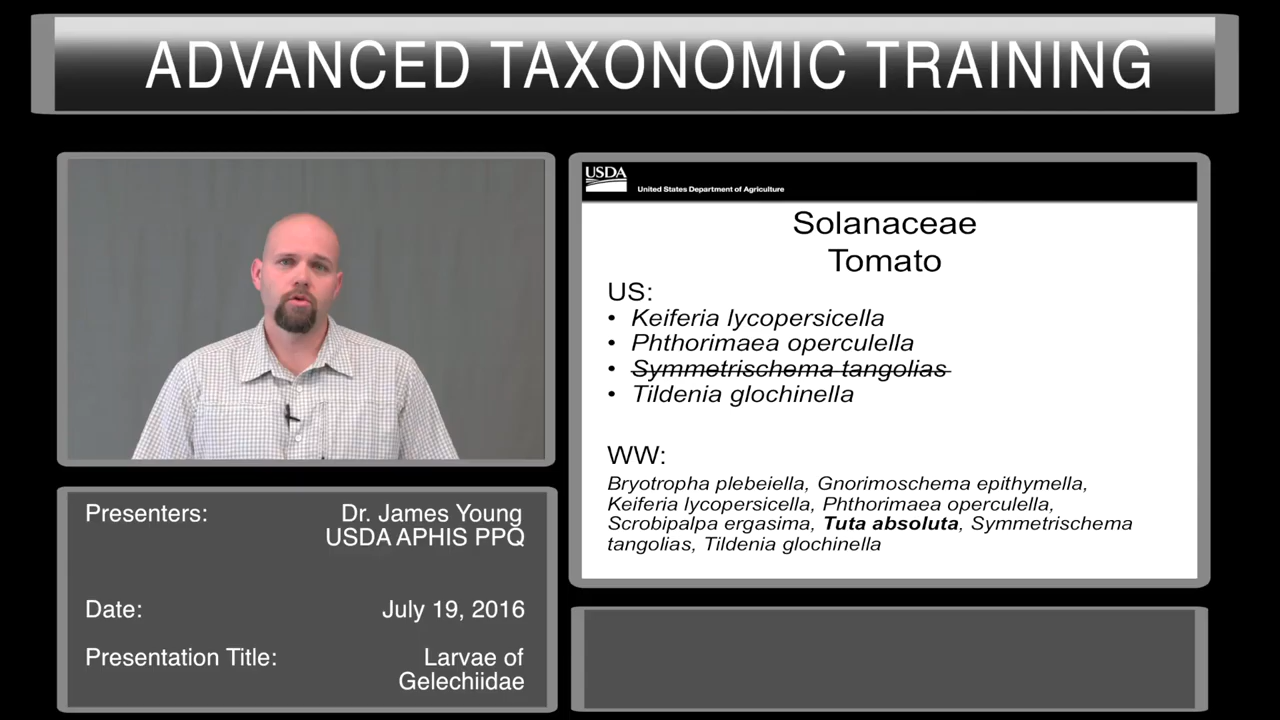 ADVANCED TAXONOMIC TRAINING
USDA
United States Department of Agriculture
Solanaceae
Tomato
US:
• Keiferia lycopersicella
• Phthorimaea operculella
• Symmetrischema tangolias
• Tildenia glochinella
WW:
Bryotropha plebeiella, Gnorimoschema epithymella,
Keiferia lycopersicella, Phthorimaea operculella,
Scrobipalpa ergasima, Tuta absoluta, Symmetrischema
tangolias, Tildenia glochinella
Presenters: Dr. James Young
USDA APHIS PPQ
Date: July 19, 2016
Presentation Title: Larvae of
Gelechiidae